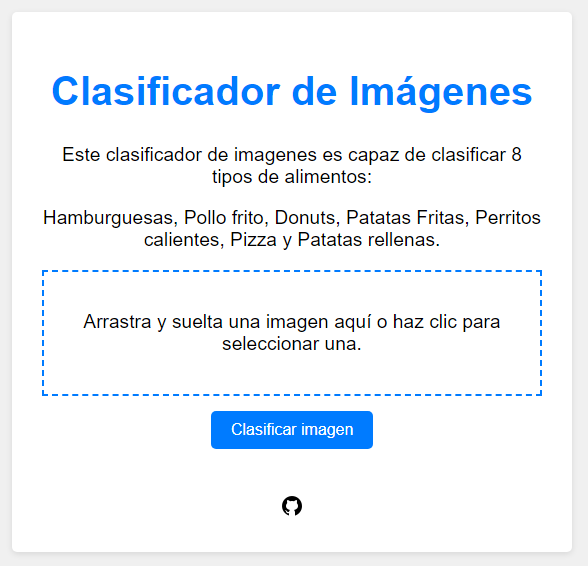 Clasificador de Imágenes
Este clasificador de imagenes es capaz de clasificar 8
tipos de alimentos:
Hamburguesas, Pollo frito, Donuts, Patatas Fritas, Perritos
calientes, Pizza y Patatas rellenas.
Arrastra y suelta una imagen aquí o haz clic para
seleccionar una.
Clasificar imagen